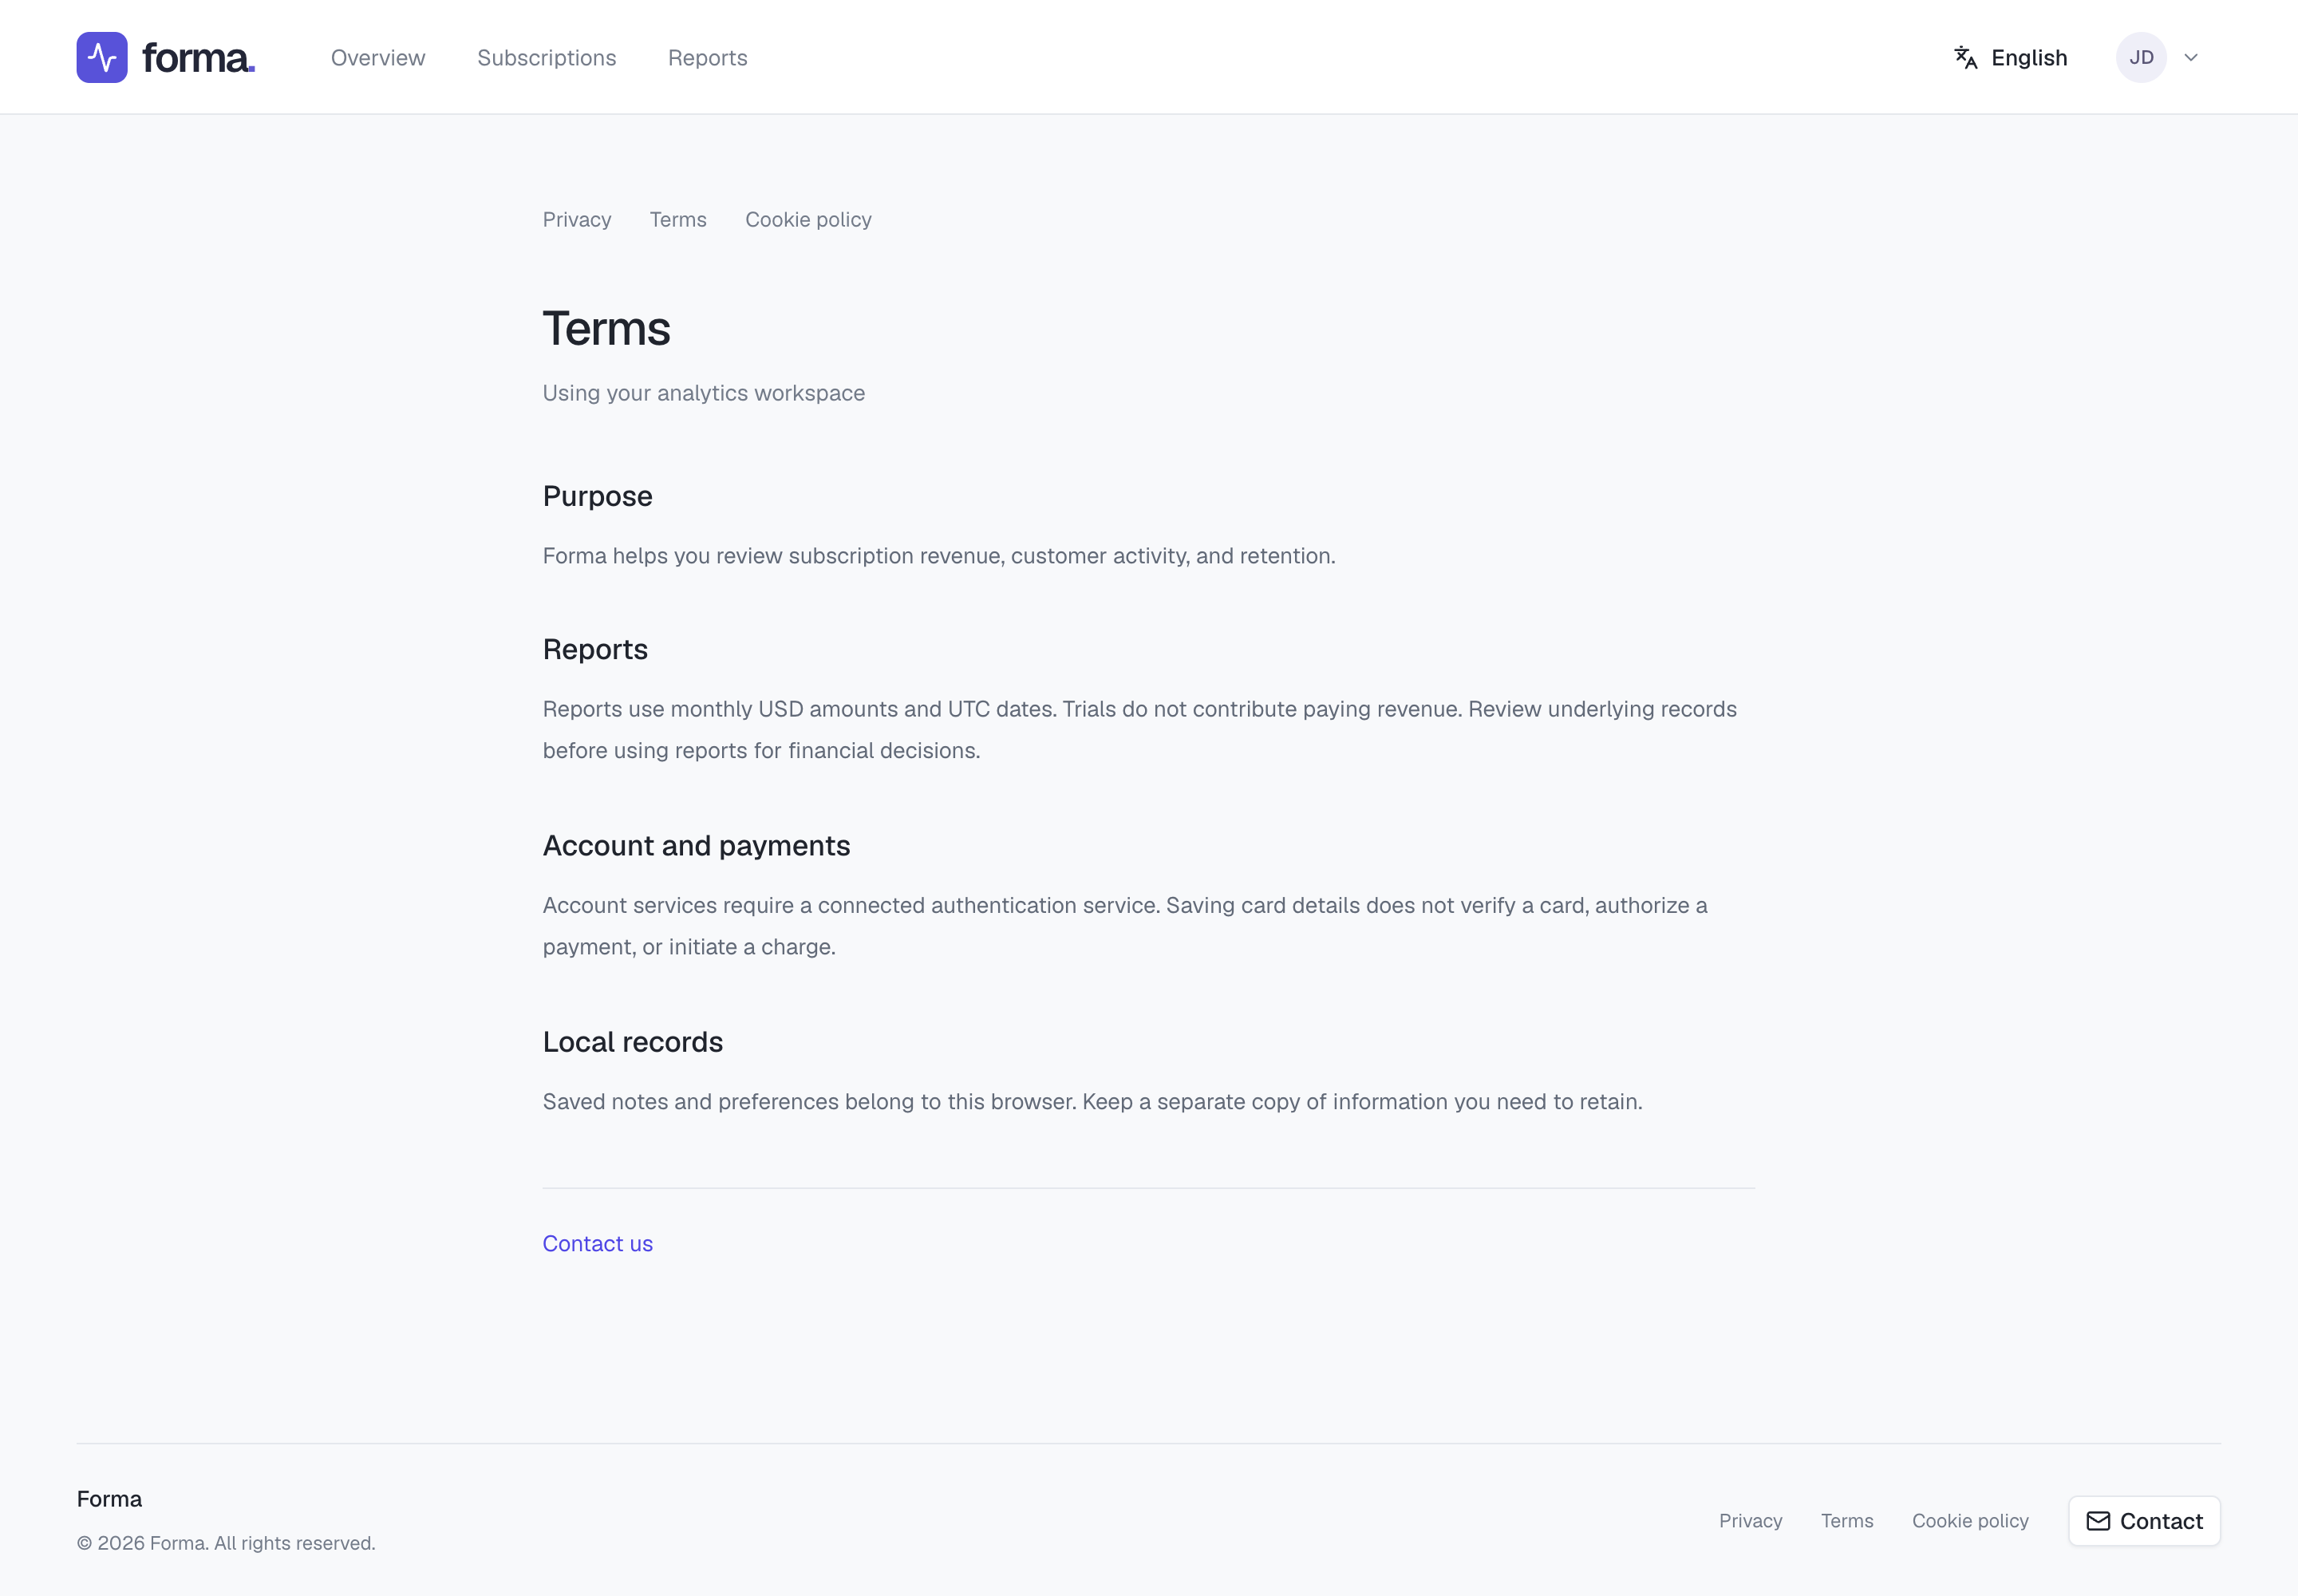 forma.
Overview
Subscriptions
Reports
English
JD
Privacy
Terms
Cookie policy
Terms
Using your analytics workspace
Purpose
Forma helps you review subscription revenue, customer activity, and retention.
Reports
Reports use monthly USD amounts and UTC dates. Trials do not contribute paying revenue. Review underlying records
before using reports for financial decisions.
Account and payments
Account services require a connected authentication service. Saving card details does not verify a card, authorize a
payment, or initiate a charge.
Local records
Saved notes and preferences belong to this browser. Keep a separate copy of information you need to retain.
Contact us
Forma
© 2026 Forma. All rights reserved.
Privacy
Terms
Cookie policy
Contact